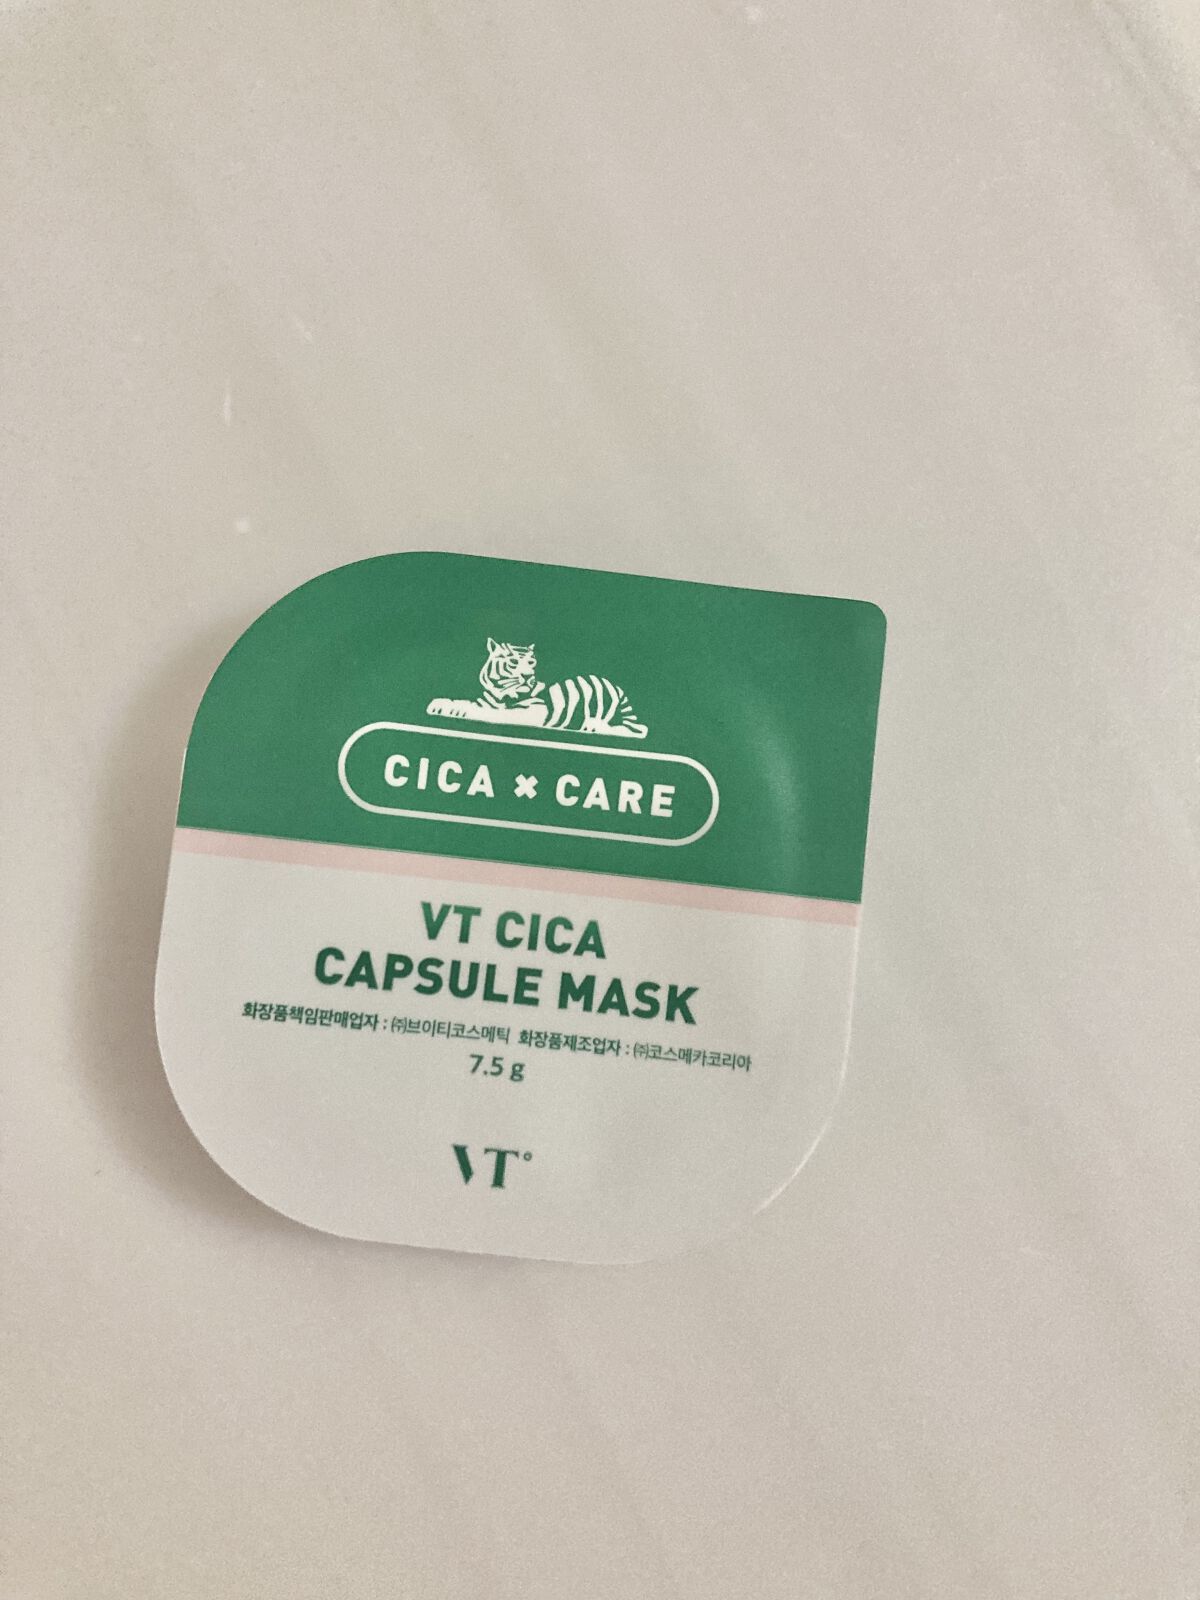 CICA × CARE
VT CICA
CAPSULE MASK
화장품책임판매업자 : ㈜브이티코스메틱 화장품제조업자 : ㈜코스메카코리아
7.5 g
VT°